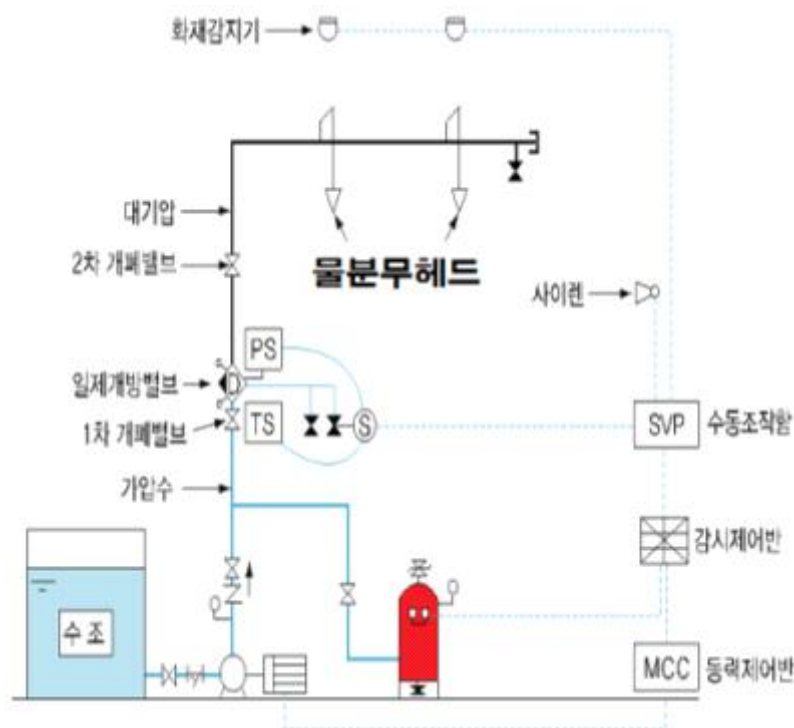 화재감지기
대기압
2차 개폐밸브
물분무헤드
사이렌
PS
일제개방밸브
TS
S
SVP
수동조작함
1차 개폐밸브
가압수
감시제어반
수조
MCC
동력제어반
D